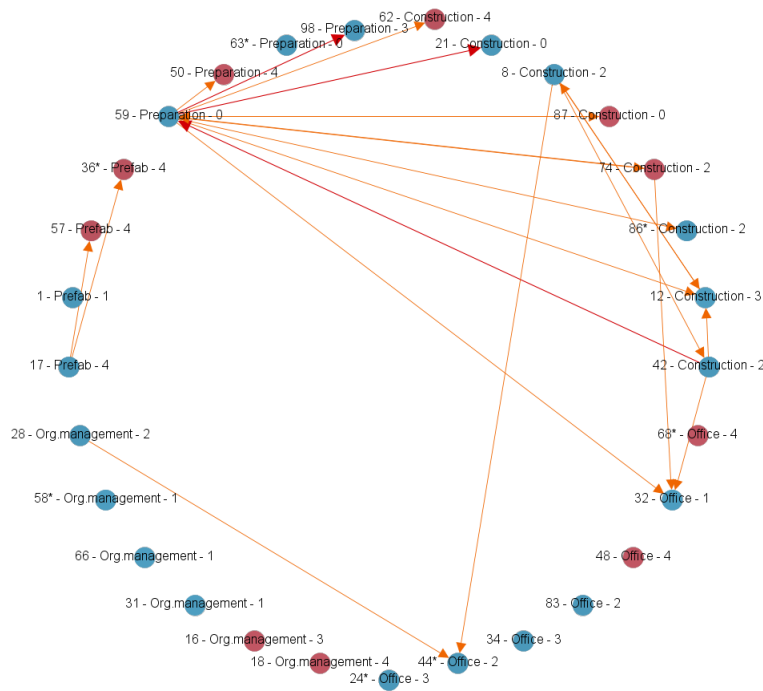 62 - Construction - 4
98 - Preparation - 3
63* - Preparation - 0
21 - Construction - 0
50 - Preparation - 4
8 - Construction - 2
59 - Preparation - 0
87 - Construction - 0
36* - Prefab - 4
74 - Construction - 2
57 - Prefab - 4
86* - Construction - 2
1 - Prefab - 1
12 - Construction - 3
17 - Prefab - 4
42 - Construction - 2
28 - Org.management - 2
68* - Office - 4
58* - Org.management - 1
32 - Office - 1
66 - Org.management - 1
48 - Office - 4
31 - Org.management - 1
83 - Office - 2
16 - Org.management - 3
34 - Office - 3
18 - Org.management - 4
44* - Office - 2
24* - Office - 3